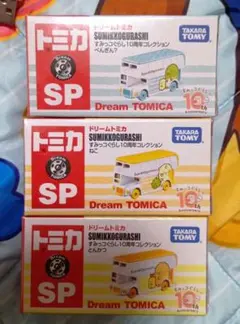 トミカ
SP
ドリームトミカ
SUMIKKOGURASHI
すみっコぐらし10周年コレクション
ぺんぎん?
TAKARA TOMY
Dream TOMICA
10
トミカ
SP
ドリームトミカ
SUMIKKOGURASHI
すみっコぐらし10周年コレクション
ねこ
TAKARA TOMY
Dream TOMICA
10
トミカ
SP
ドリームトミカ
SUMIKKOGURASHI
すみっコぐらし10周年コレクション
とんかつ
TAKARA TOMY
Dream TOMICA
10